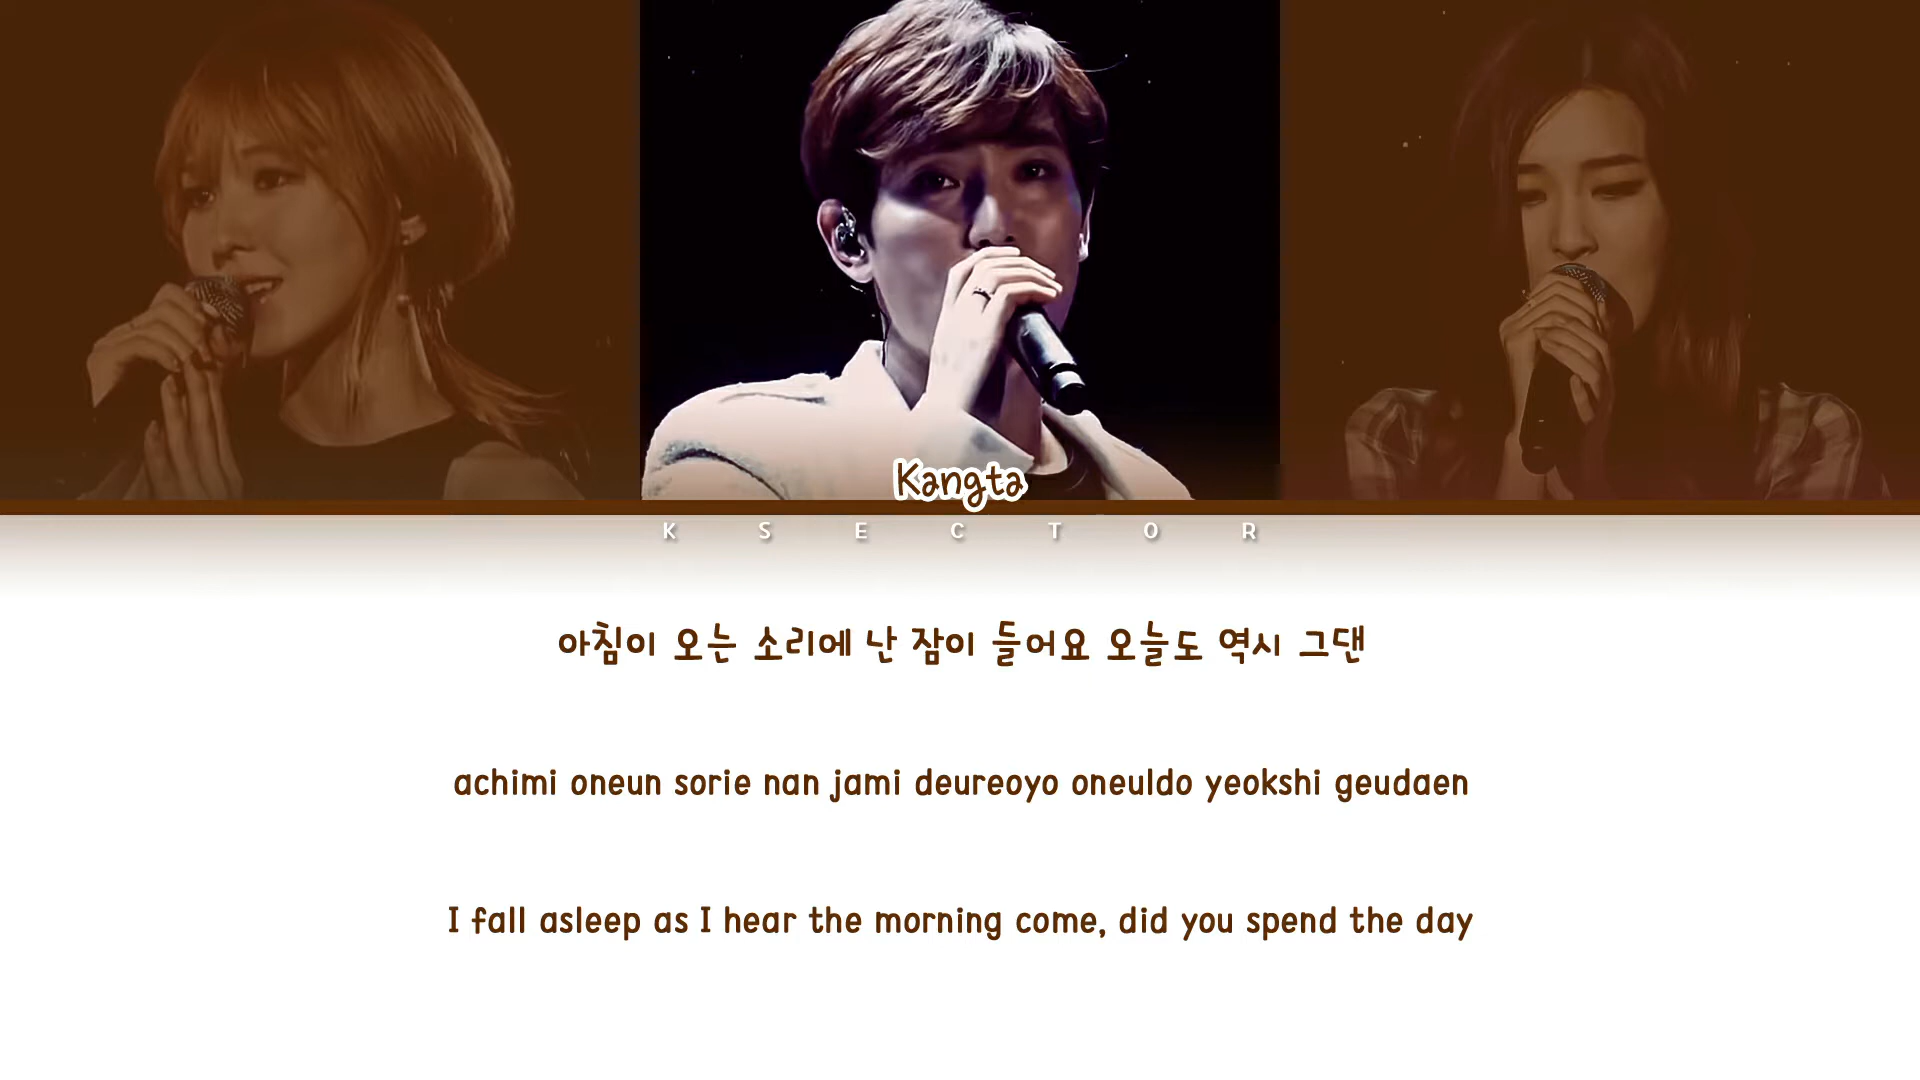 Kangta
K S E C T O R
아침이 오는 소리에 난 잠이 들어요 오늘도 역시 그댄
achimi oneun sorie nan jami deureoyo oneuldo yeokshi geudaen
I fall asleep as I hear the morning come, did you spend the day